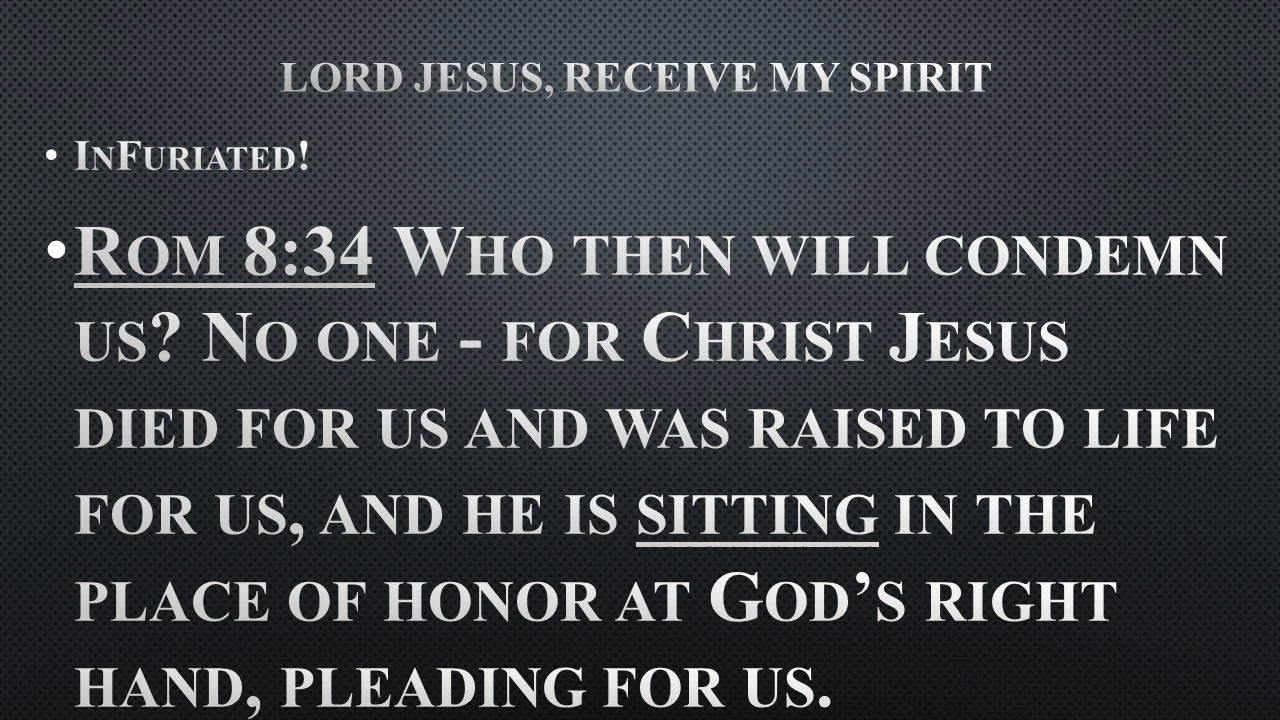 LORD JESUS, RECEIVE MY SPIRIT
• INFURIATED!
• ROM 8:34 WHO THEN WILL CONDEMN
US? NO ONE - FOR CHRIST JESUS
DIED FOR US AND WAS RAISED TO LIFE
FOR US, AND HE IS SITTING IN THE
PLACE OF HONOR AT GOD’S RIGHT
HAND, PLEADING FOR US.